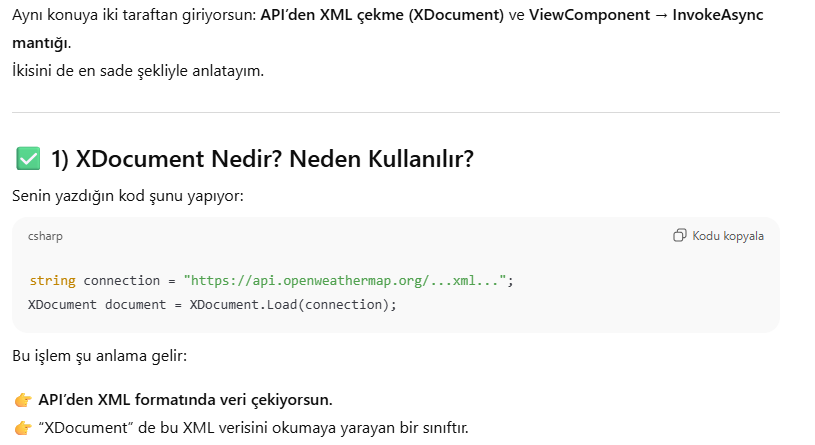 Aynı konuya iki taraftan giriyorsun: API’den XML çekme (XDocument) ve ViewComponent → InvokeAsync
mantığı.
İkisini de en sade şekliyle anlatayım.
✅ 1) XDocument Nedir? Neden Kullanılır?
Senin yazdığın kod şunu yapıyor:
csharp
Kodu kopyala
string connection = "https://api.openweathermap.org/...xml...";
XDocument document = XDocument.Load(connection);
Bu işlem şu anlama gelir:
👉 API’den XML formatında veri çekiyorsun.
👉 “XDocument” de bu XML verisini okumaya yarayan bir sınıftır.